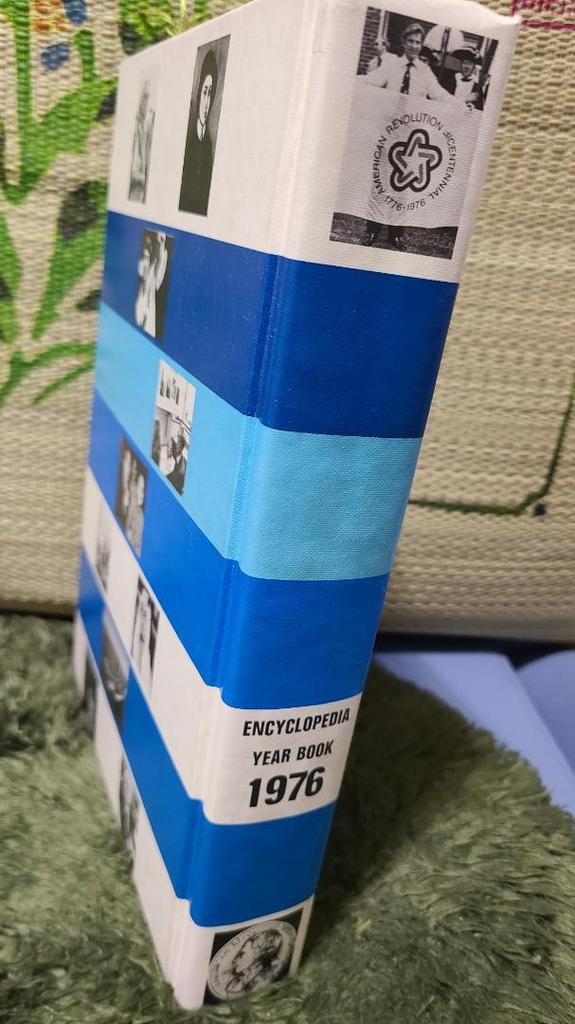 AMERICAN REVOLUTION BICENTENNIAL
1776-1976
ENCYCLOPEDIA
YEAR BOOK
1976